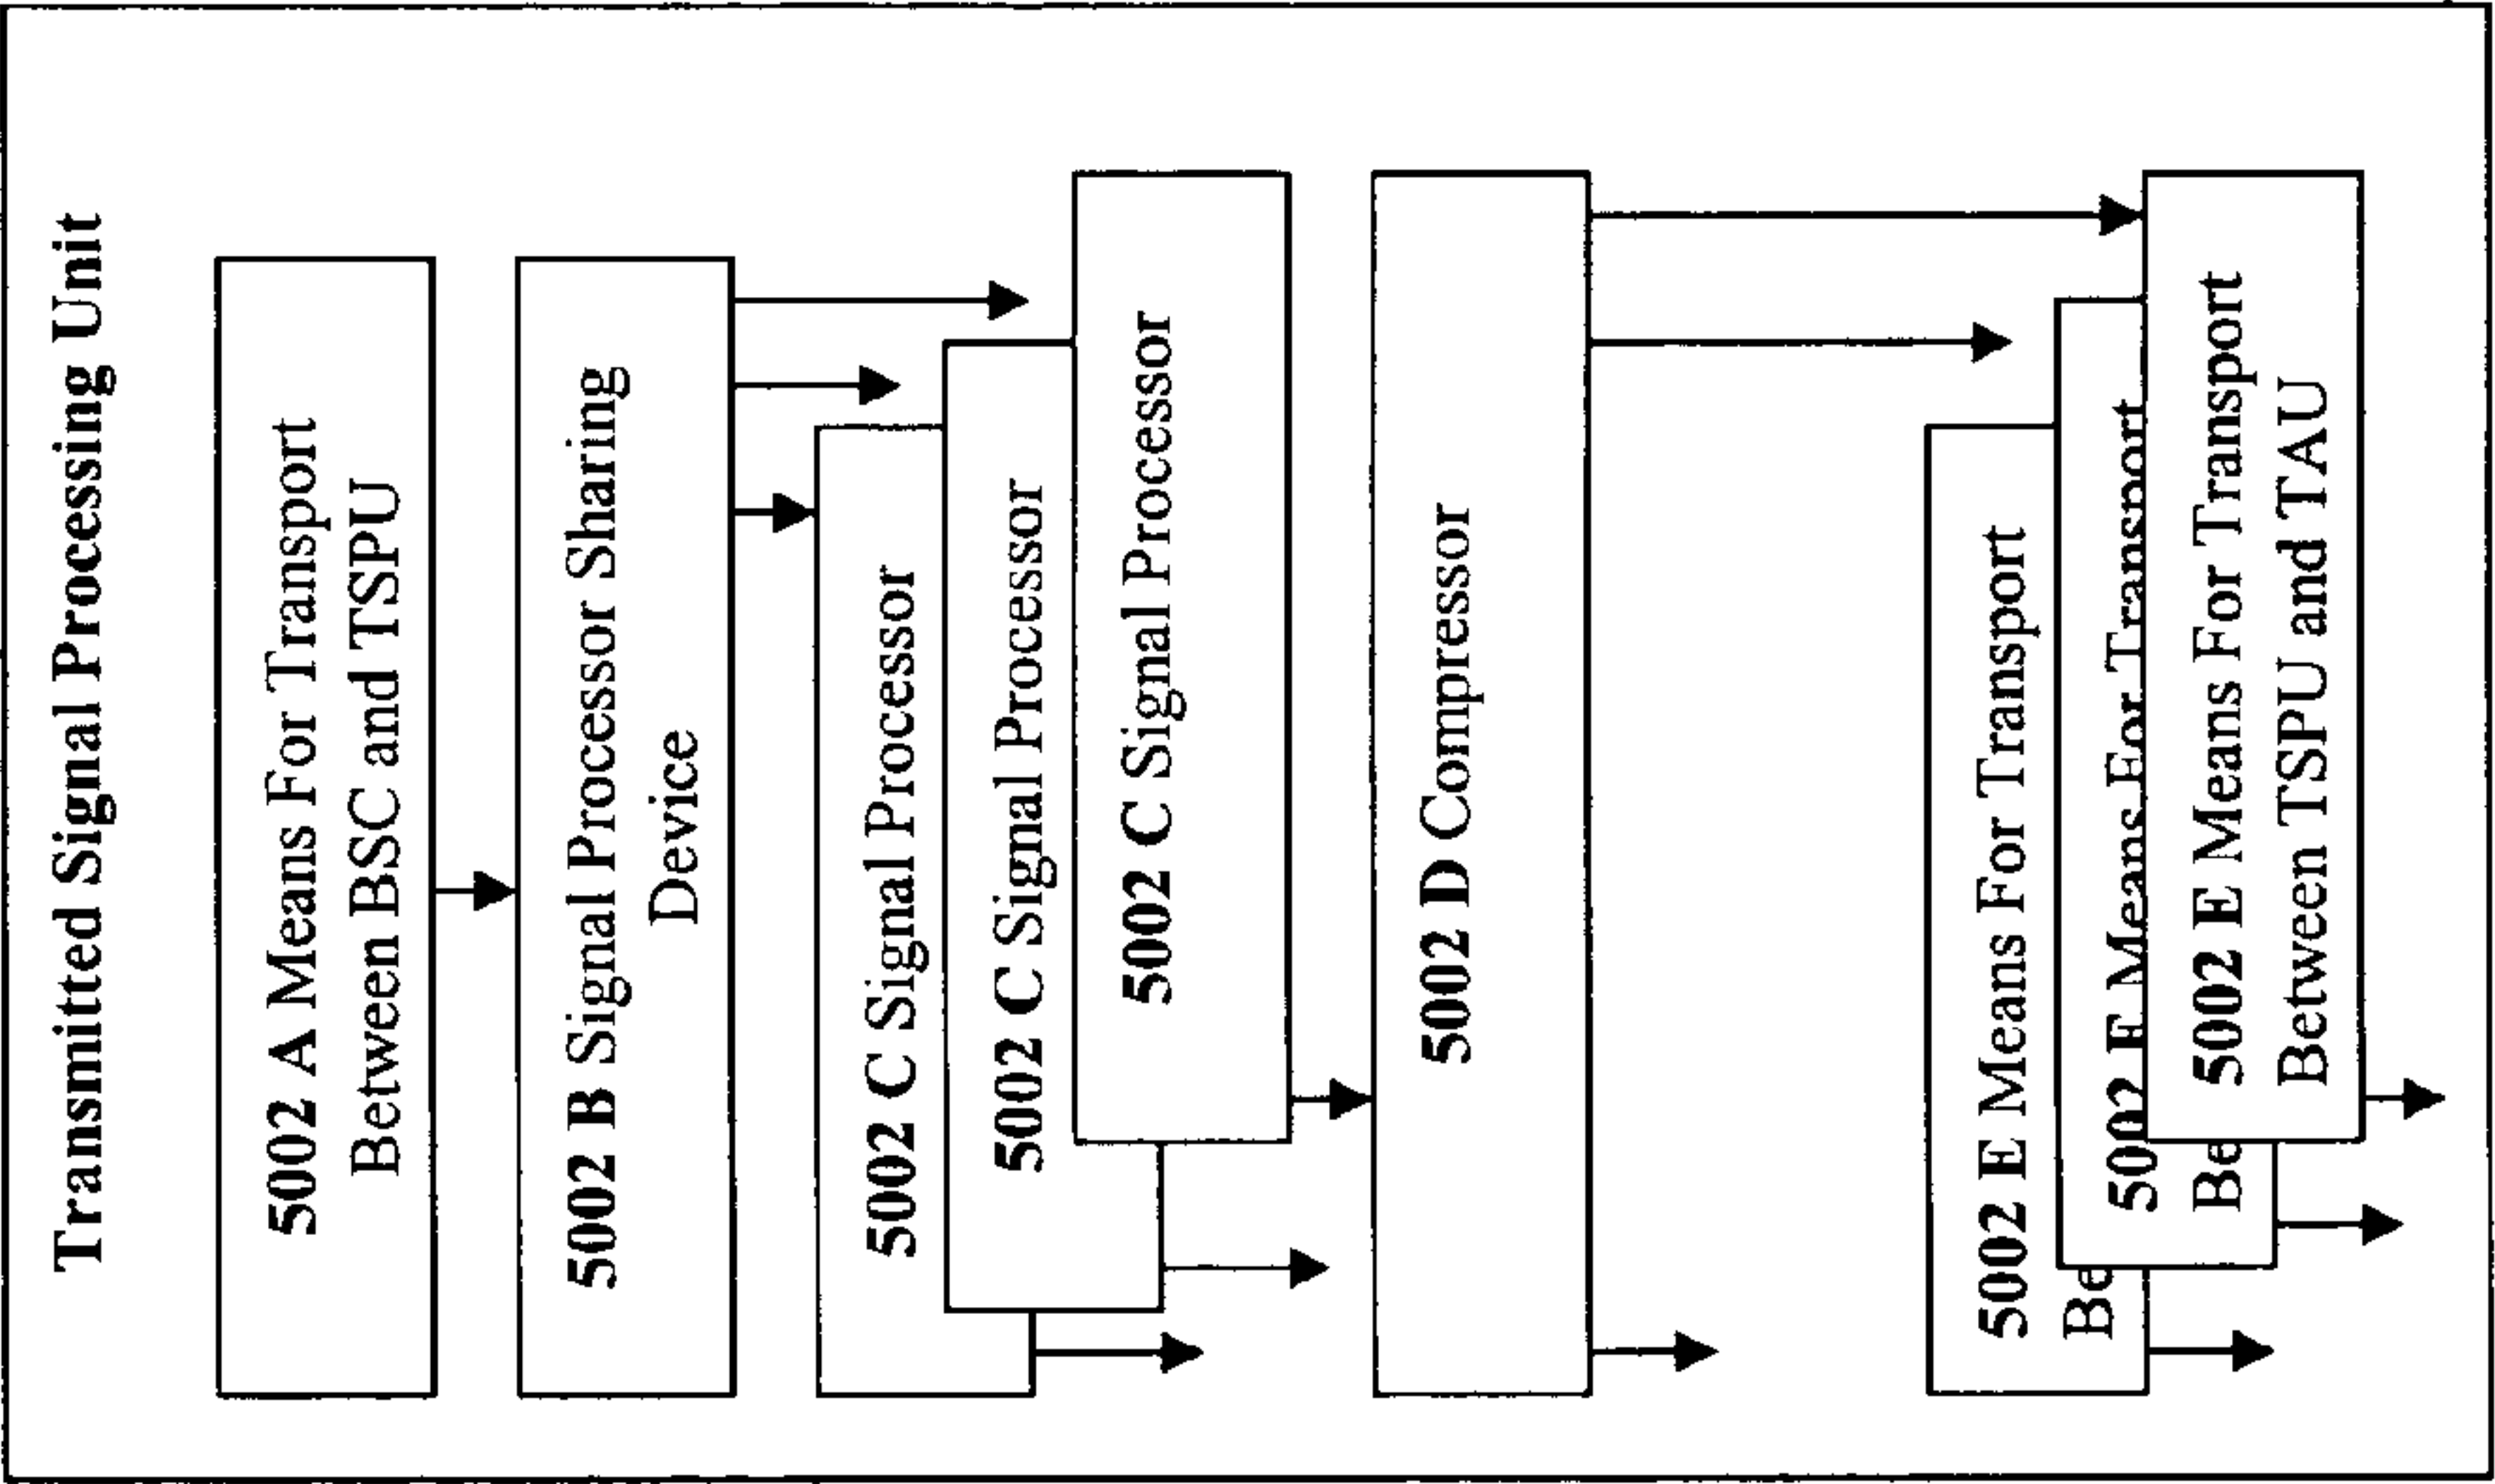 Transmitted Signal Processing Unit
5002 A Means For Transport
Between BSC and TSPU
5002 B Signal Processor Sharing
Device
5002 C Signal Processor
5002 C Signal Processor
5002 C Signal Processor
5002 D Compressor
5002 E Means For Transport
Be
5002 E Means For Transport
Be
5002 E Means For Transport
Between TSPU and TAU